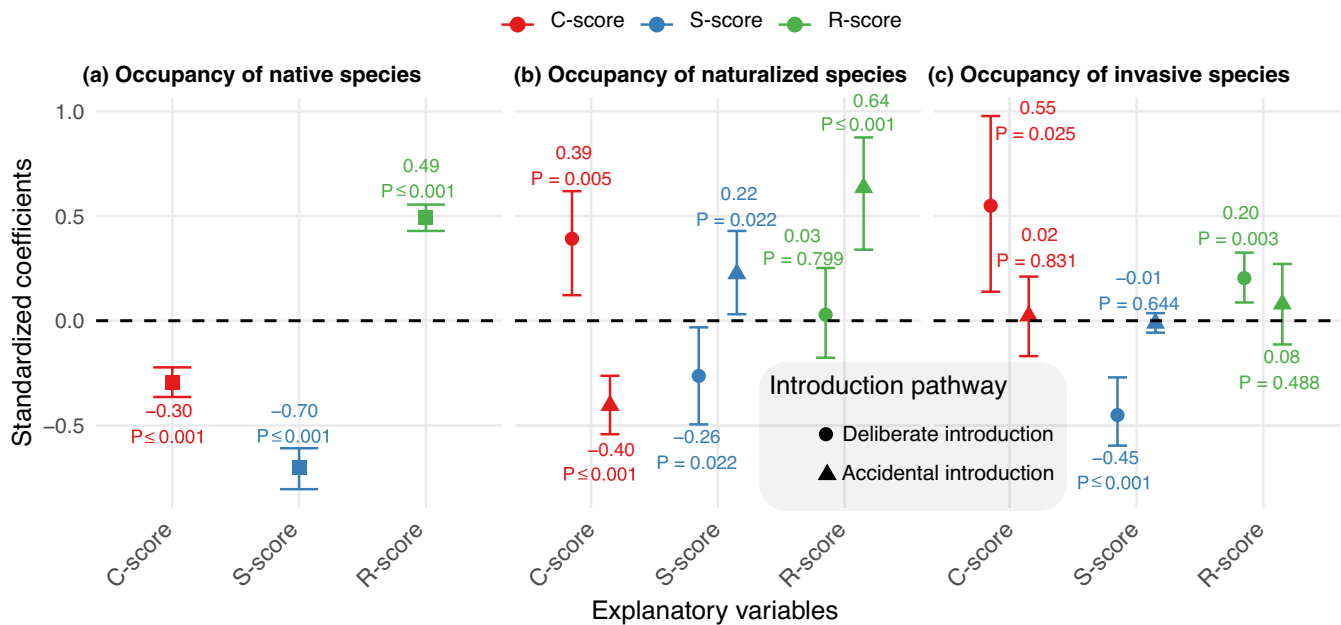 C-score S-score R-score
(a) Occupancy of native species
(b) Occupancy of naturalized species
(c) Occupancy of invasive species
Standardized coefficients
1.0
0.5
0.0
−0.5
−0.30
P ≤ 0.001
−0.70
P ≤ 0.001
0.49
P ≤ 0.001
0.39
P = 0.005
−0.40
P ≤ 0.001
−0.26
P = 0.022
0.22
P = 0.022
0.03
P = 0.799
0.64
P ≤ 0.001
0.55
P = 0.025
0.02
P = 0.831
−0.45
P ≤ 0.001
−0.01
P = 0.644
0.20
P = 0.003
0.08
P = 0.488
Introduction pathway
Deliberate introduction
Accidental introduction
C-score S-score R-score
C-score S-score R-score
C-score S-score R-score
Explanatory variables